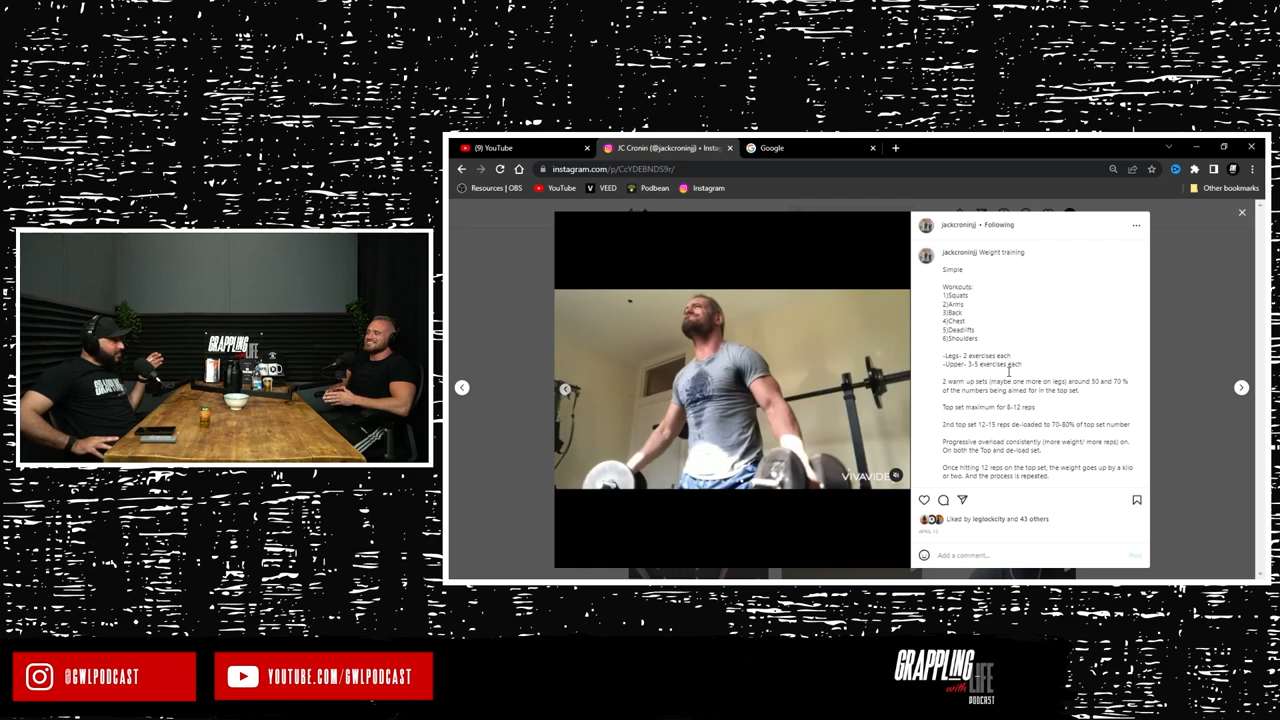 (9) YouTube
JC Cronin (@jackcroninjj) • Insta
Google
instagram.com/p/CcYDEBNDS9r/
Resources | OBS
YouTube
VEED
Podbean
Instagram
Other bookmarks
jackcroninjj • Following
jackcroninjj Weight training
Simple
Workouts:
1)Squats
2)Arms
3)Back
4)Chest
5)Deadlifts
6)Shoulders
-Legs- 2 exercises each
-Upper- 3-5 exercises each
2 warm up sets (maybe one more on legs) around 50 and 70 %
of the numbers being aimed for in the top set.
Top set maximum for 8-12 reps
2nd top set 12-15 reps de-loaded to 70-80% of top set number
Progressive overload consistently (more weight/ more reps) on.
On both the Top and de-load set.
Once hitting 12 reps on the top set, the weight goes up by a kilo
or two. And the process is repeated.
VIVAVIDE
Liked by leglockcity and 43 others
Add a comment...
Post
GRAPPLING
LIFE
@GWLPODCAST
YOUTUBE.COM/GWLPODCAST
GRAPPLING
with LIFE
PODCAST